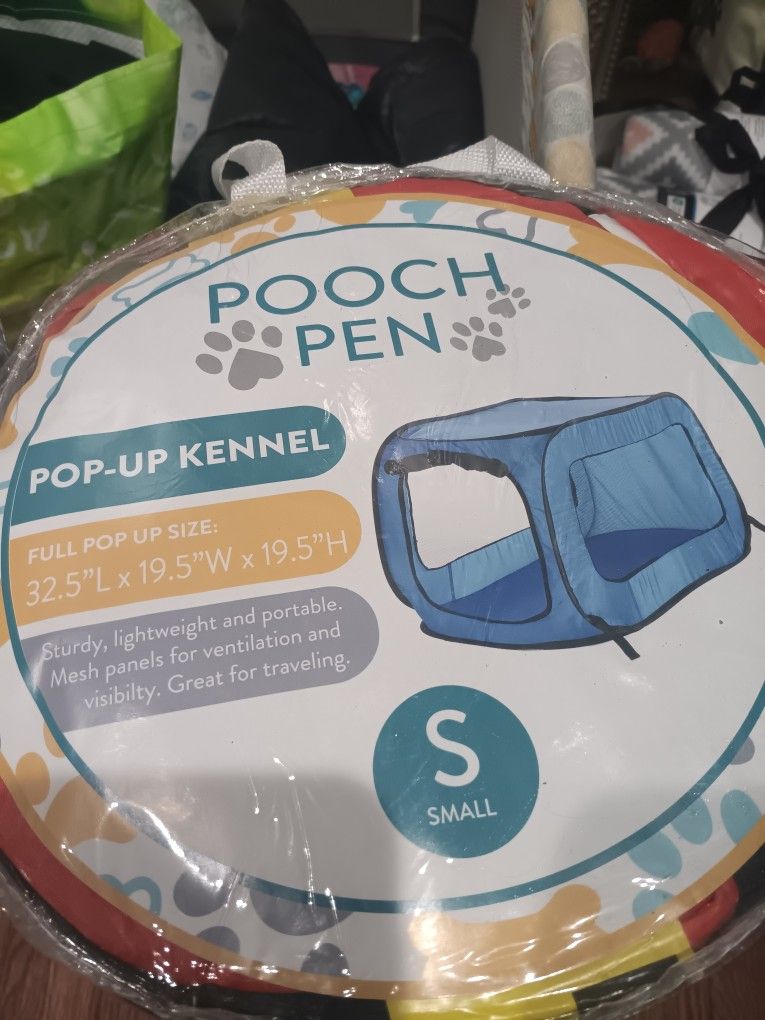 POOCH
PEN
POP-UP KENNEL
FULL POP UP SIZE:
32.5"L x 19.5"W x 19.5"H
Sturdy, lightweight and portable.
Mesh panels for ventilation and
visibilty. Great for traveling.
S
SMALL